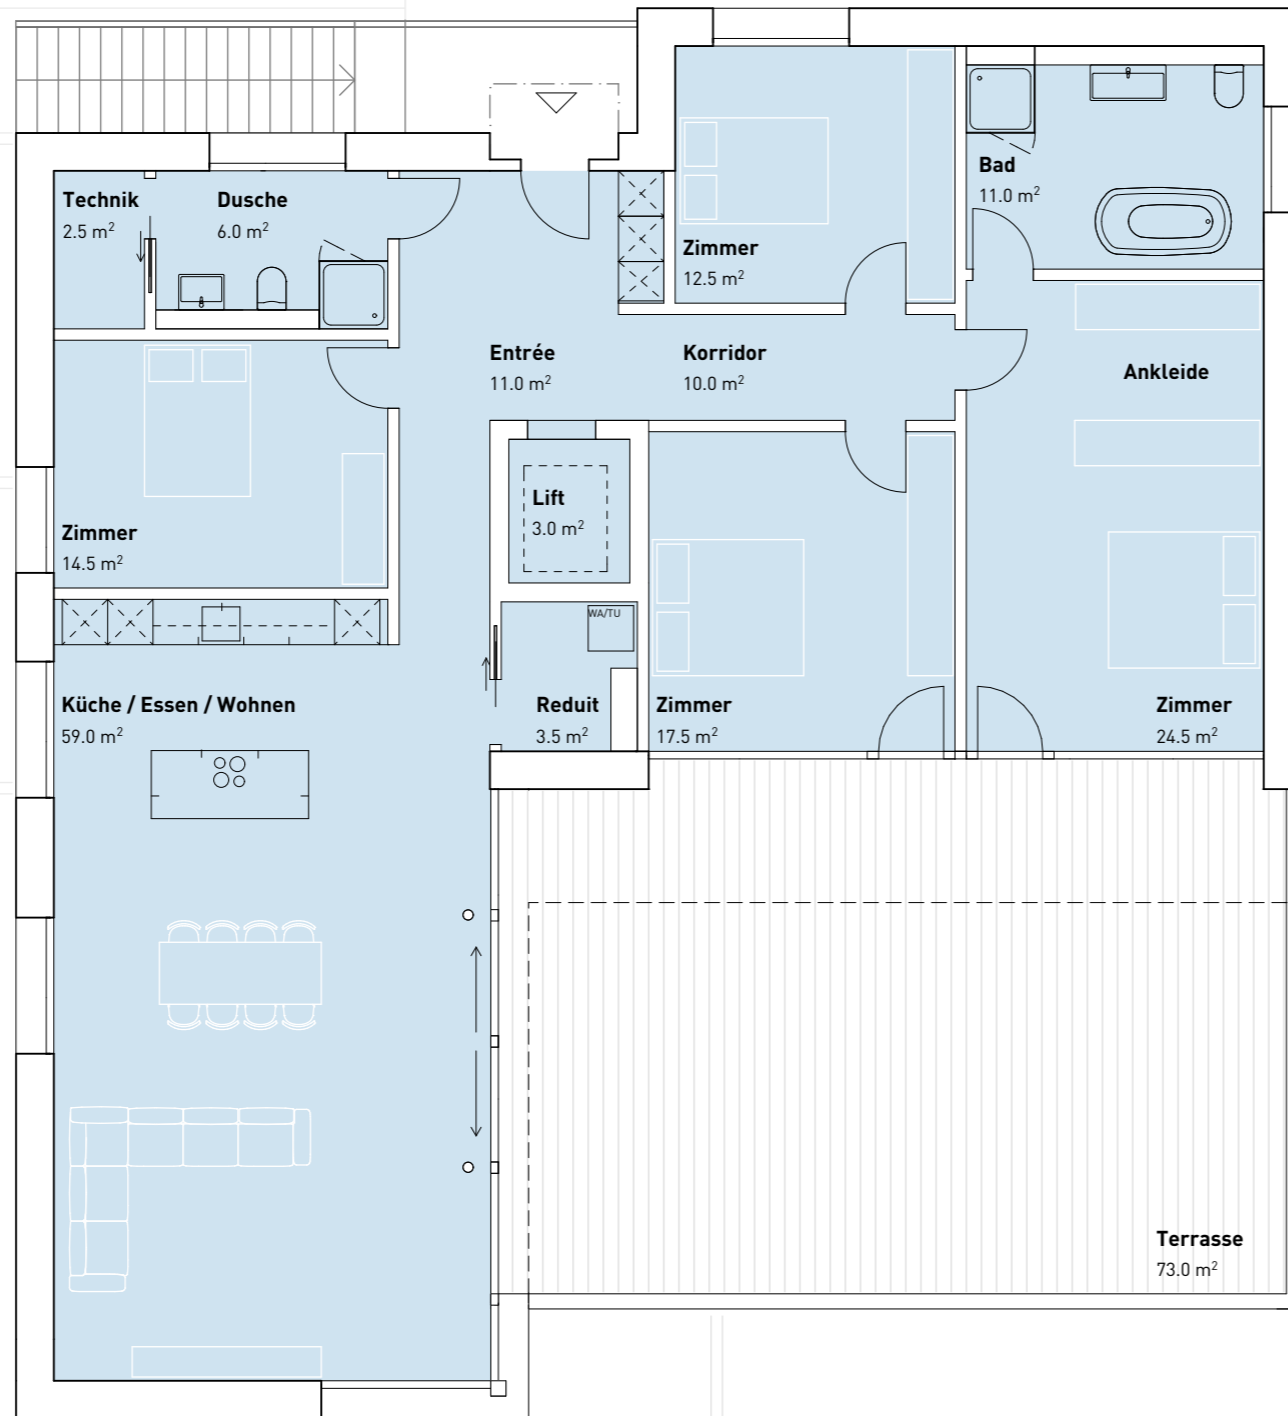 Technik
2.5 m²
Dusche
6.0 m²
Zimmer
12.5 m²
Bad
11.0 m²
Entrée
11.0 m²
Korridor
10.0 m²
Ankleide
Zimmer
14.5 m²
Lift
3.0 m²
WA/TU
Küche / Essen / Wohnen
59.0 m²
Reduit
3.5 m²
Zimmer
17.5 m²
Zimmer
24.5 m²
Terrasse
73.0 m²